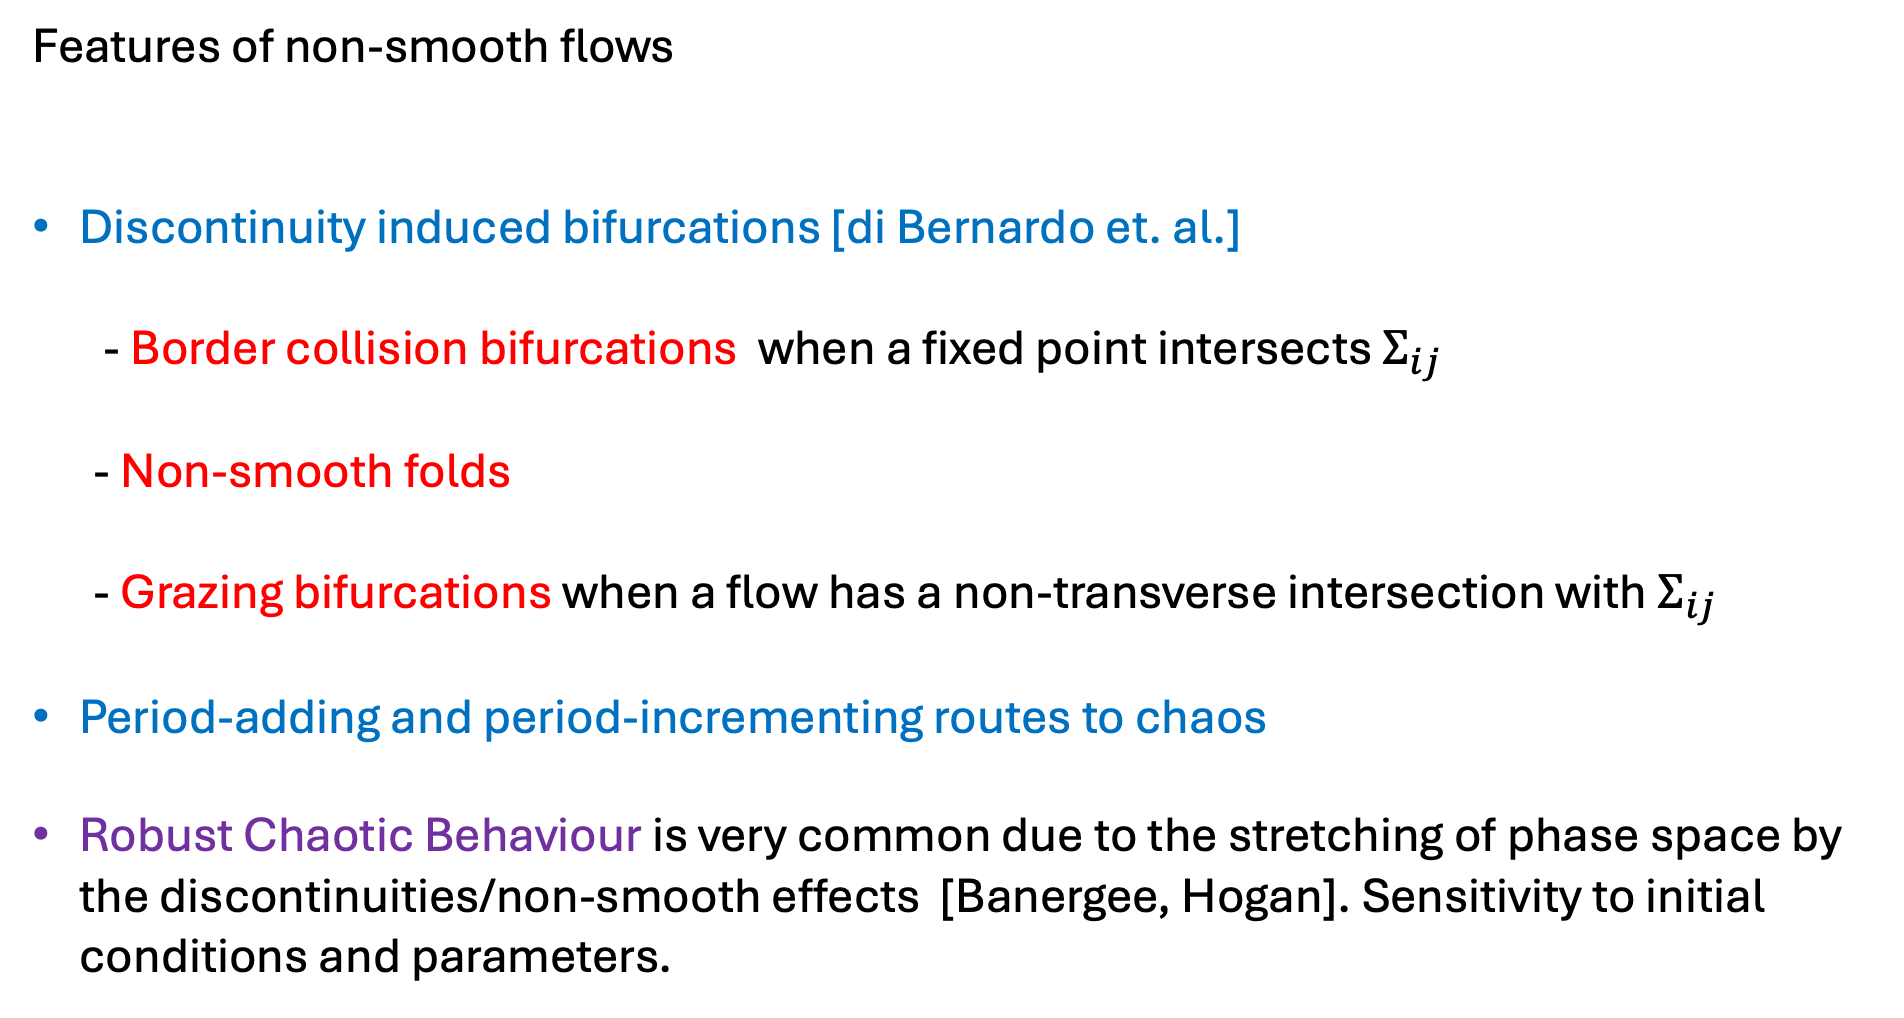 Features of non-smooth flows
• Discontinuity induced bifurcations [di Bernardo et. al.]
- Border collision bifurcations when a fixed point intersects Σ𝑖𝑗
- Non-smooth folds
- Grazing bifurcations when a flow has a non-transverse intersection with Σ𝑖𝑗
• Period-adding and period-incrementing routes to chaos
• Robust Chaotic Behaviour is very common due to the stretching of phase space by
the discontinuities/non-smooth effects [Banergee, Hogan]. Sensitivity to initial
conditions and parameters.